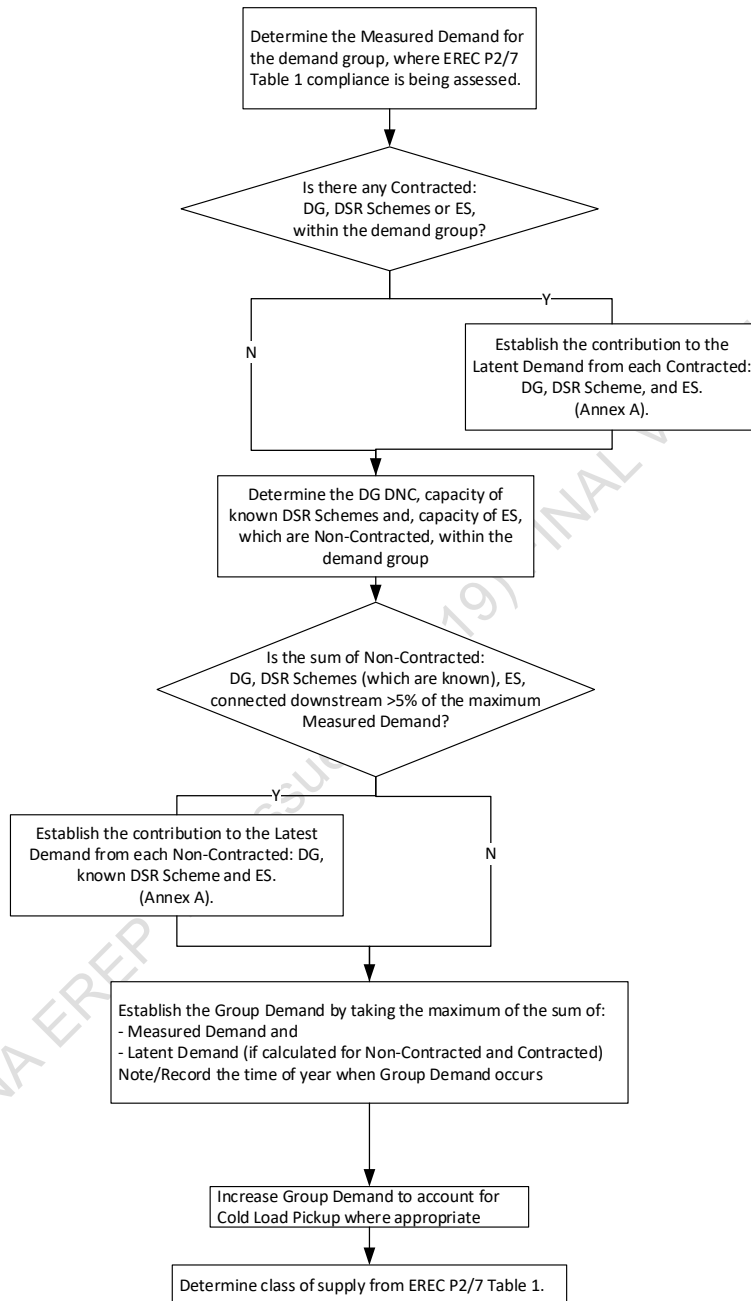 Determine the Measured Demand for
the demand group, where EREC P2/7
Table 1 compliance is being assessed.
Is there any Contracted:
DG, DSR Schemes or ES,
within the demand group?
Y
N
Establish the contribution to the
Latent Demand from each Contracted:
DG, DSR Scheme, and ES.
(Annex A).
Determine the DG DNC, capacity of
known DSR Schemes and, capacity of ES,
which are Non-Contracted, within the
demand group
Is the sum of Non-Contracted:
DG, DSR Schemes (which are known), ES,
connected downstream >5% of the maximum
Measured Demand?
Y
N
Establish the contribution to the Latest
Demand from each Non-Contracted: DG,
known DSR Scheme and ES.
(Annex A).
Establish the Group Demand by taking the maximum of the sum of:
- Measured Demand and
- Latent Demand (if calculated for Non-Contracted and Contracted)
Note/Record the time of year when Group Demand occurs
Increase Group Demand to account for
Cold Load Pickup where appropriate
Determine class of supply from EREC P2/7 Table 1.